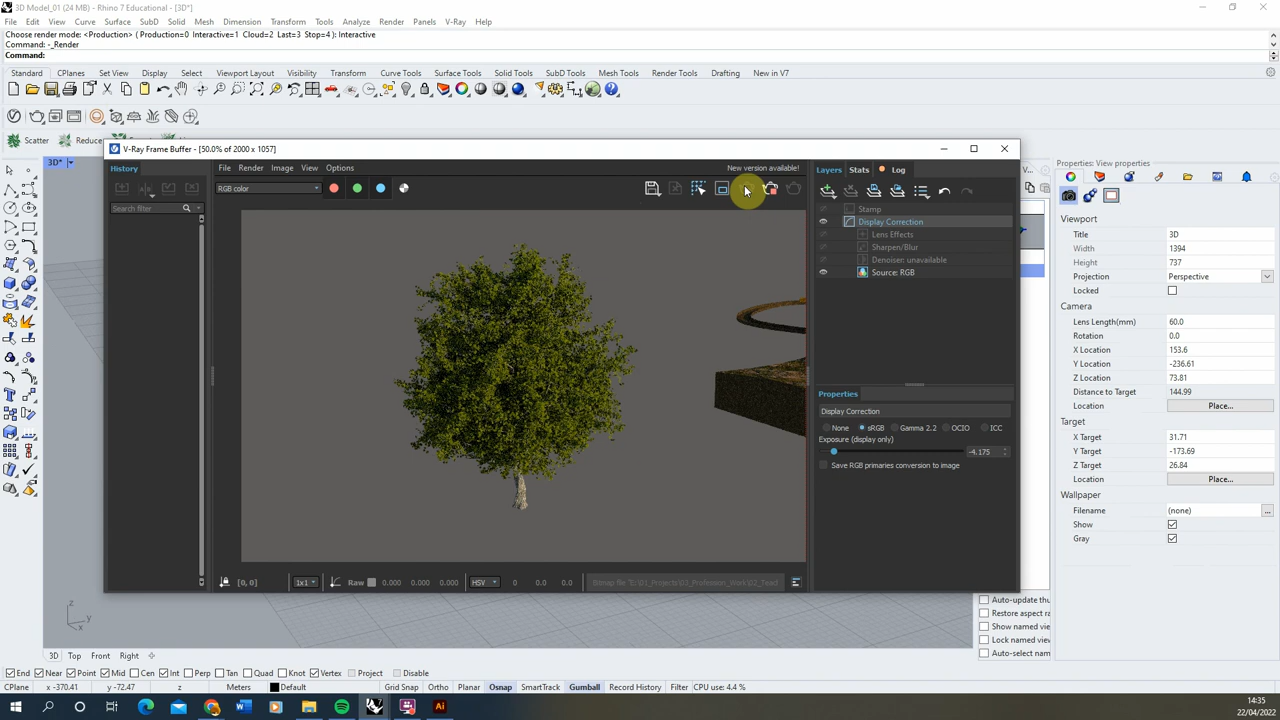 3D Model_01 (24 MB) - Rhino 7 Educational - [3D*]
File Edit View Curve Surface SubD Solid Mesh Dimension Transform Tools Analyze Render Panels V-Ray Help
Choose render mode: <Production> ( Production=0 Interactive=1 Cloud=2 Last=3 Stop=4 ): Interactive
Command: -_Render
Command:
Standard CPlanes Set View Display Select Viewport Layout Visibility Transform Curve Tools Surface Tools Solid Tools SubD Tools Mesh Tools Render Tools Drafting New in V7
Scatter Reduce
V-Ray Frame Buffer - [50.0% of 2000 x 1057]
3D*
History
File Render Image View Options
New version available!
Search filter
RGB color
Layers Stats Log
Stamp
Display Correction
Lens Effects
Sharpen/Blur
Denoiser: unavailable
Source: RGB
Properties
Display Correction
None sRGB Gamma 2.2 OCIO ICC
Exposure (display only)
-4.175
Save RGB primaries conversion to image
[0, 0] 1x1 Raw 0.000 0.000 0.000 HSV 0 0.0 0.0
Properties: View properties
Viewport
Title 3D
Width 1394
Height 737
Projection Perspective
Locked
Camera
Lens Length(mm) 60.0
Rotation 0.0
X Location 153.6
Y Location -236.61
Z Location 73.81
Distance to Target 144.99
Location Place...
Target
X Target 31.71
Y Target -173.69
Z Target 26.84
Location Place...
Wallpaper
Filename (none) ...
Show
Gray
Auto-update thu
Restore aspect ra
Show named view
Lock named view
Auto-select nam
z
y
x
3D Top Front Right
End Near Point Mid Cen Int Perp Tan Quad Knot Vertex Project Disable
CPlane x -370.41 y -72.47 z Meters Default Grid Snap Ortho Planar Osnap SmartTrack Gumball Record History Filter CPU use: 4.4 %
14:35
22/04/2022